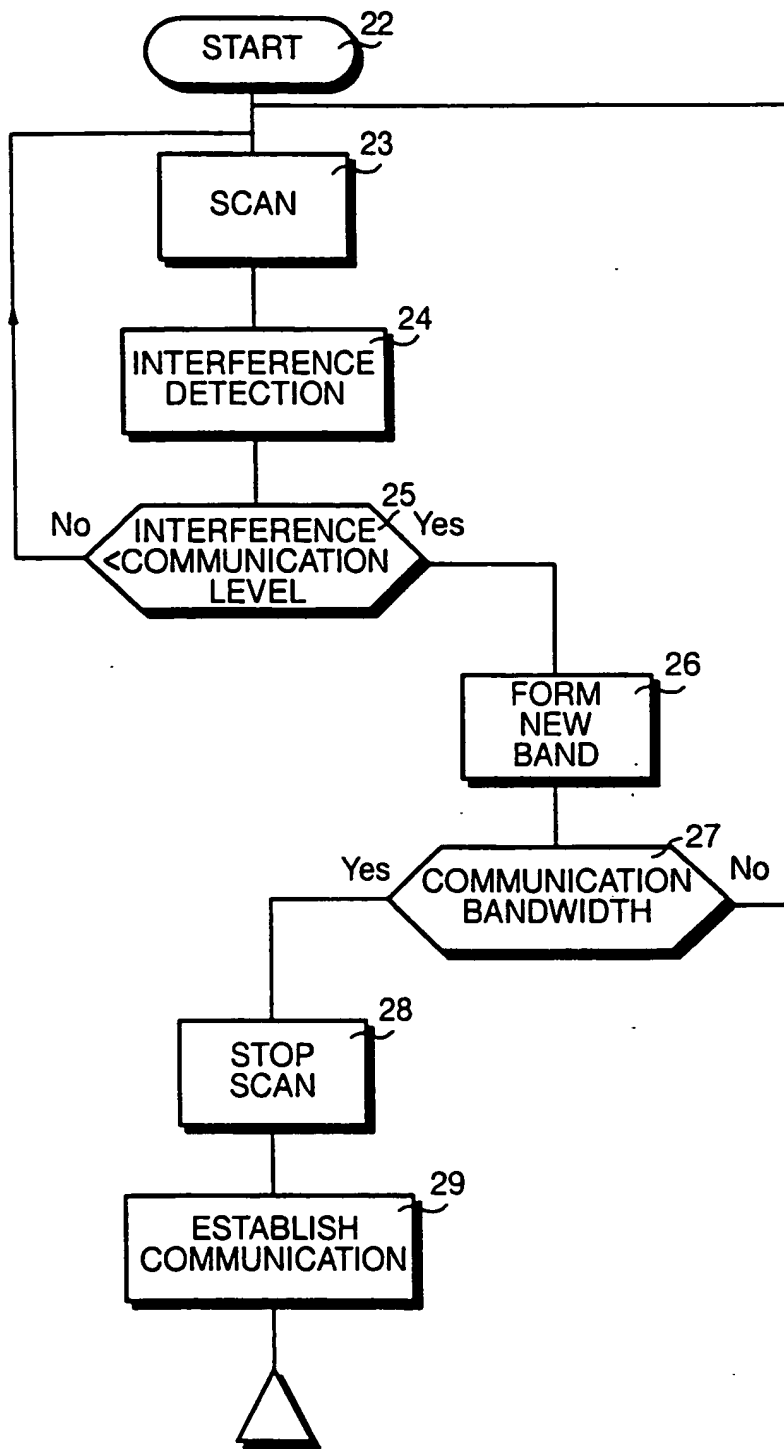 START
22
23
SCAN
24
INTERFERENCE
DETECTION
25
No
Yes
INTERFERENCE
<COMMUNICATION
LEVEL
26
FORM
NEW
BAND
27
Yes
No
COMMUNICATION
BANDWIDTH
28
STOP
SCAN
29
ESTABLISH
COMMUNICATION